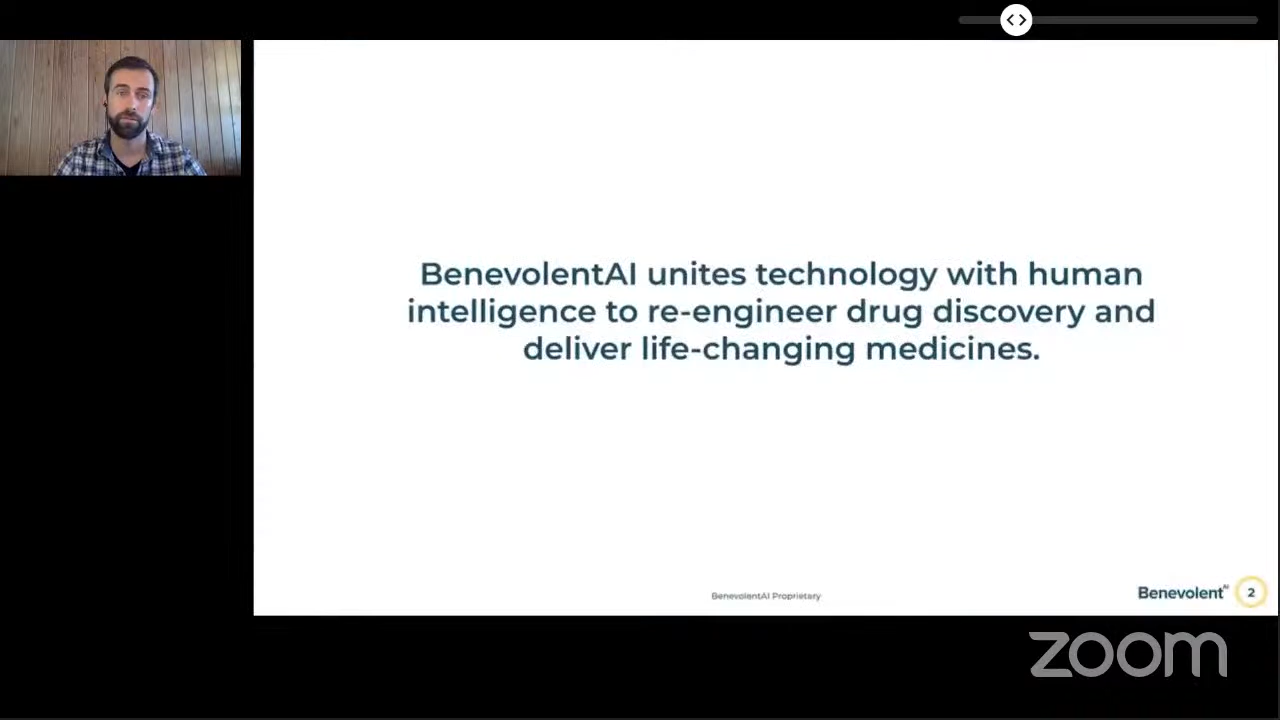 BenevolentAI unites technology with human
intelligence to re-engineer drug discovery and
deliver life-changing medicines.
BenevolentAI Proprietary
Benevolent AI 2
zoom